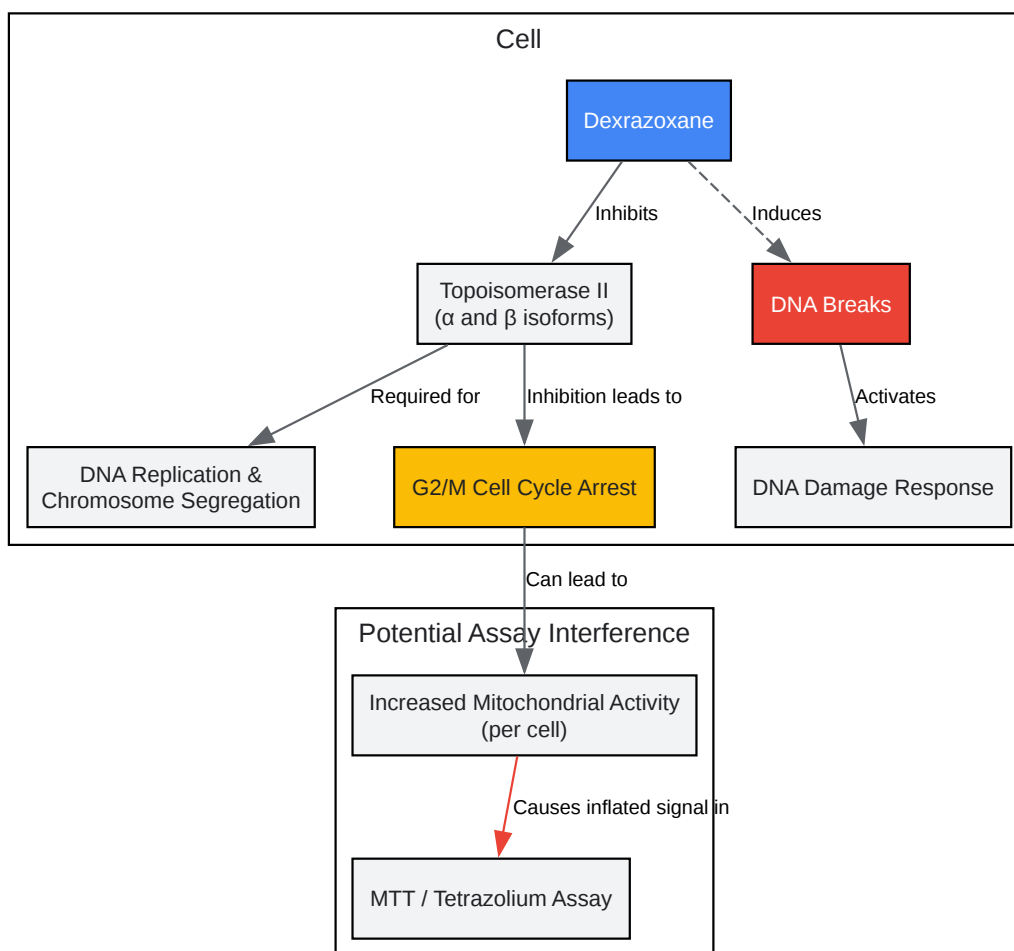 Cell
Dexrazoxane
Inhibits
Induces
Topoisomerase II
(α and β isoforms)
DNA Breaks
Required for
Inhibition leads to
Activates
DNA Replication &
Chromosome Segregation
G2/M Cell Cycle Arrest
DNA Damage Response
Can lead to
Potential Assay Interference
Increased Mitochondrial Activity
(per cell)
Causes inflated signal in
MTT / Tetrazolium Assay